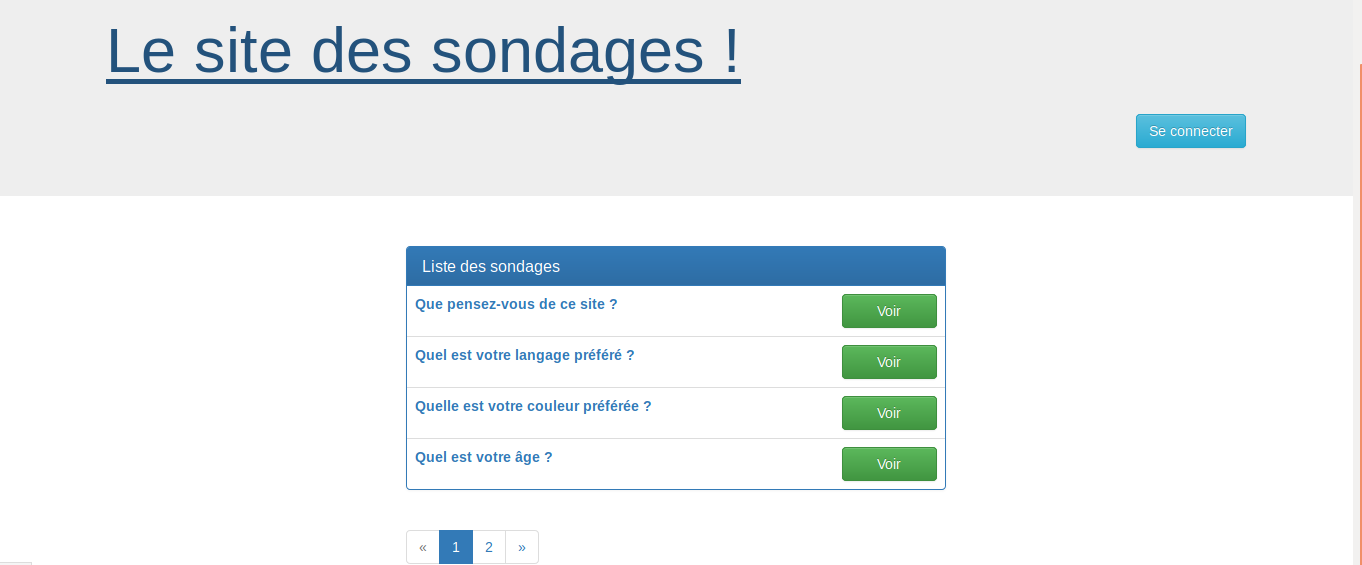 Le site des sondages !
Se connecter
Liste des sondages
Que pensez-vous de ce site ? Voir
Quel est votre langage préféré ? Voir
Quelle est votre couleur préférée ? Voir
Quel est votre âge ? Voir
« 1 2 »